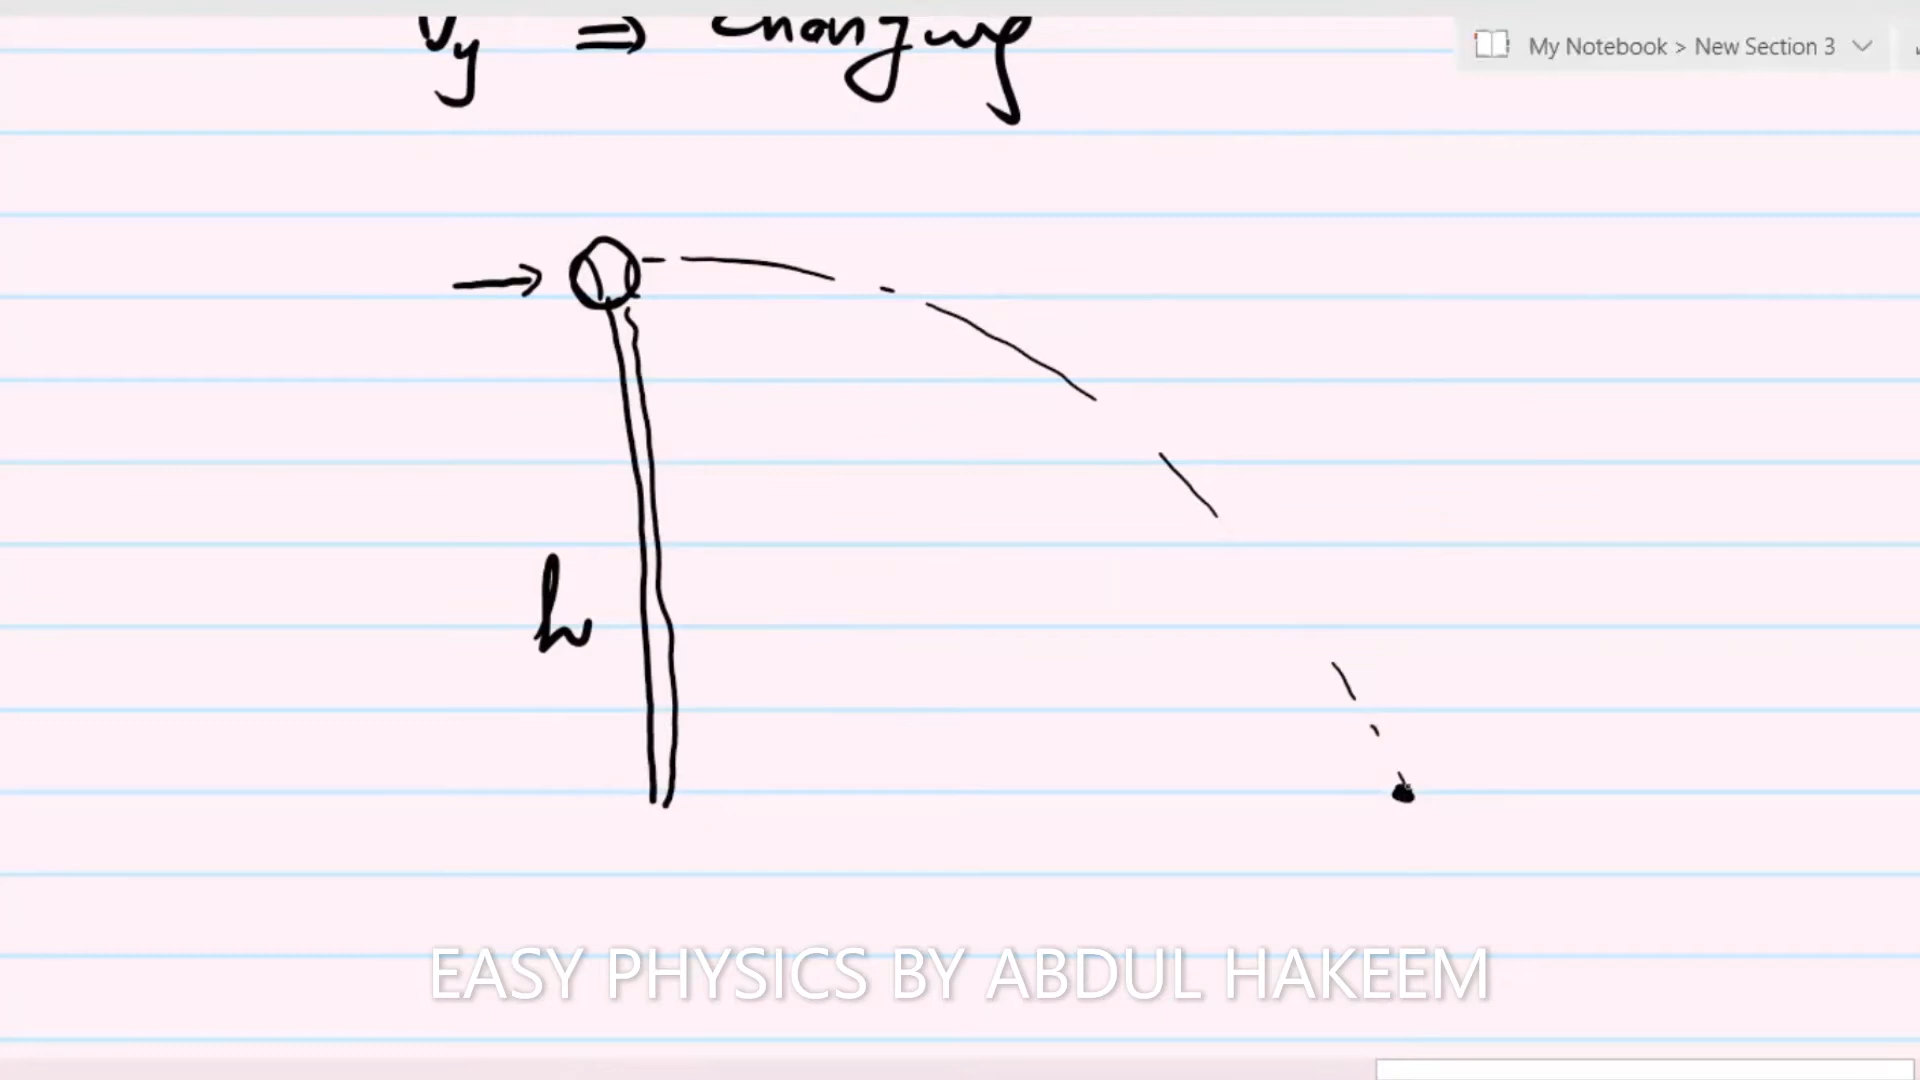 Vy ⇒ changing
My Notebook > New Section 3
h
EASY PHYSICS BY ABDUL HAKEEM